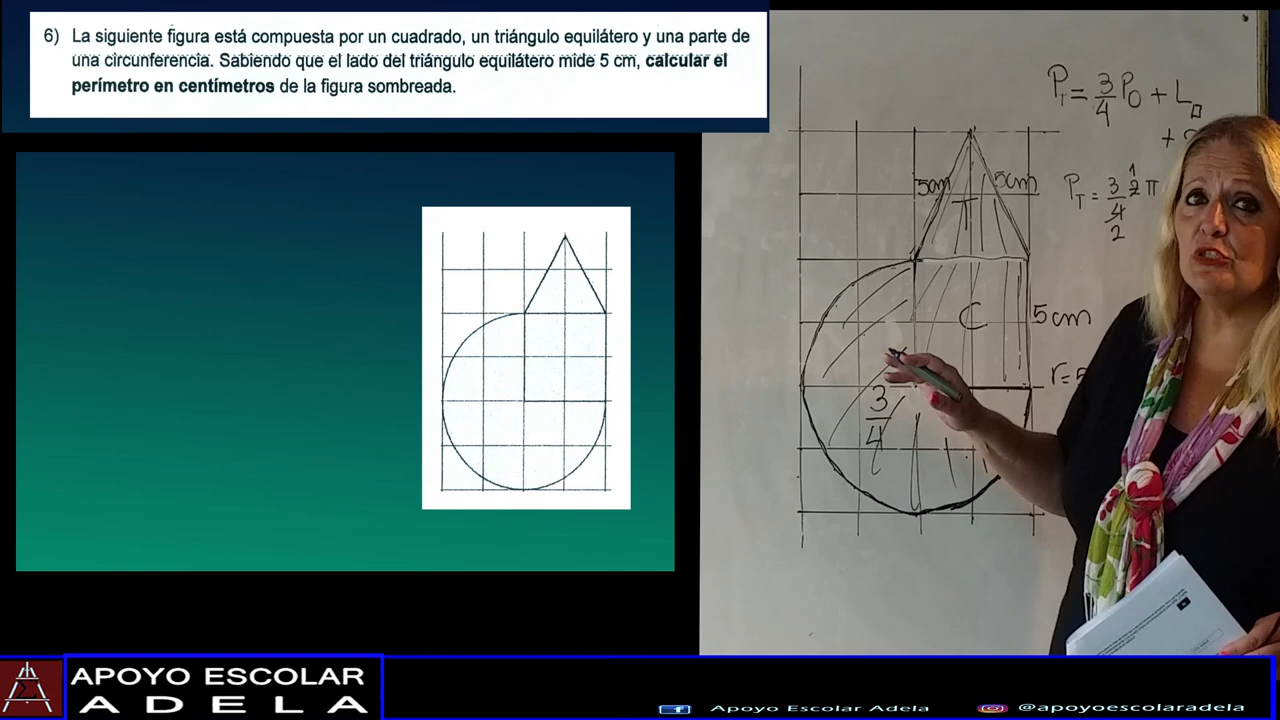 6) La siguiente figura está compuesta por un cuadrado, un triángulo equilátero y una parte de
una circunferencia. Sabiendo que el lado del triángulo equilátero mide 5 cm, calcular el
perímetro en centímetros de la figura sombreada.
P_T = 3/4 P_O + L_□
+
P_T = 3/4 2 π
1
2
5cm
5cm
T
C
5cm
r=5
3/4
APOYO ESCOLAR
ADELA
Apoyo Escolar Adela
@apoyoescolaradela